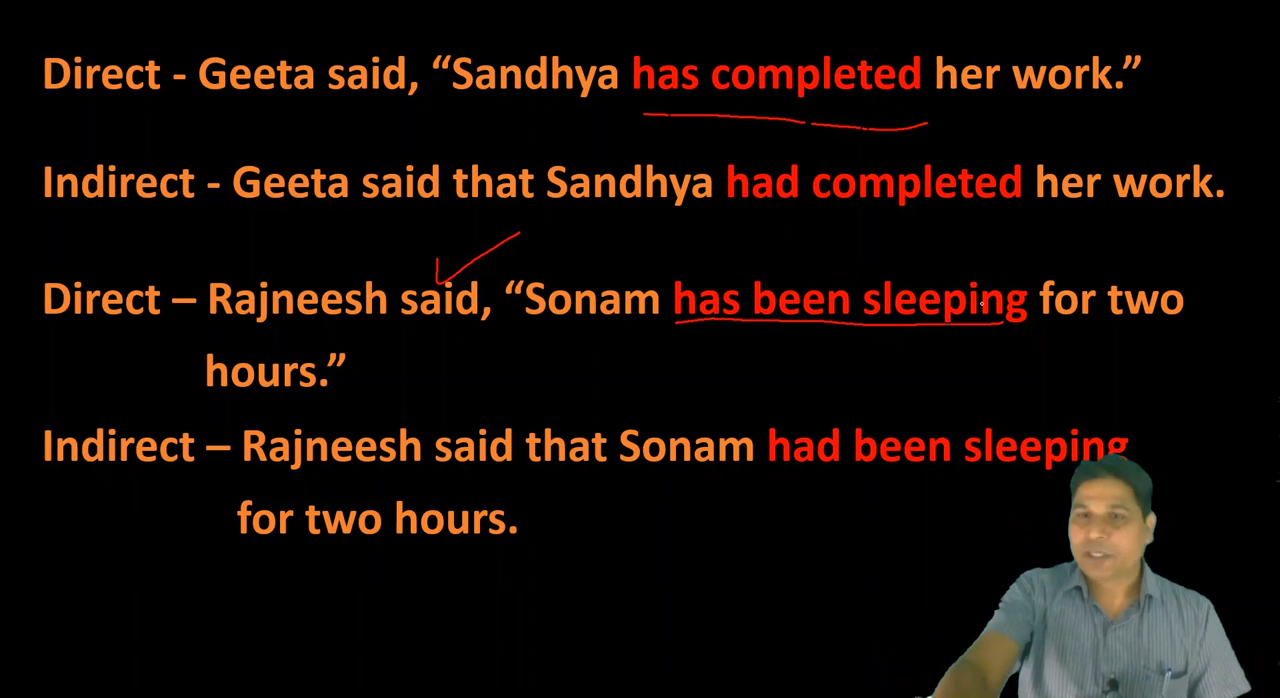 Direct - Geeta said, “Sandhya has completed her work.”
Indirect - Geeta said that Sandhya had completed her work.
Direct – Rajneesh said, “Sonam has been sleeping for two
hours.”
Indirect – Rajneesh said that Sonam had been sleeping
for two hours.